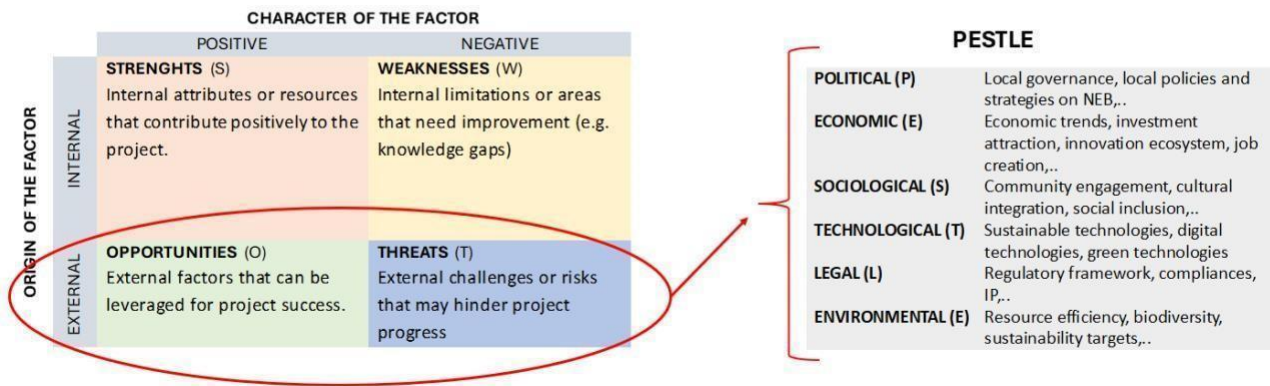 CHARACTER OF THE FACTOR
POSITIVE
NEGATIVE
ORIGIN OF THE FACTOR
INTERNAL
STRENGHTS (S)
Internal attributes or resources
that contribute positively to the
project.
WEAKNESSES (W)
Internal limitations or areas
that need improvement (e.g.
knowledge gaps)
EXTERNAL
OPPORTUNITIES (O)
External factors that can be
leveraged for project success.
THREATS (T)
External challenges or risks
that may hinder project
progress
PESTLE
POLITICAL (P)
Local governance, local policies and
strategies on NEB,..
ECONOMIC (E)
Economic trends, investment
attraction, innovation ecosystem, job
creation,..
SOCIOLOGICAL (S)
Community engagement, cultural
integration, social inclusion,..
TECHNOLOGICAL (T)
Sustainable technologies, digital
technologies, green technologies
LEGAL (L)
Regulatory framework, compliances,
IP,..
ENVIRONMENTAL (E)
Resource efficiency, biodiversity,
sustainability targets,..